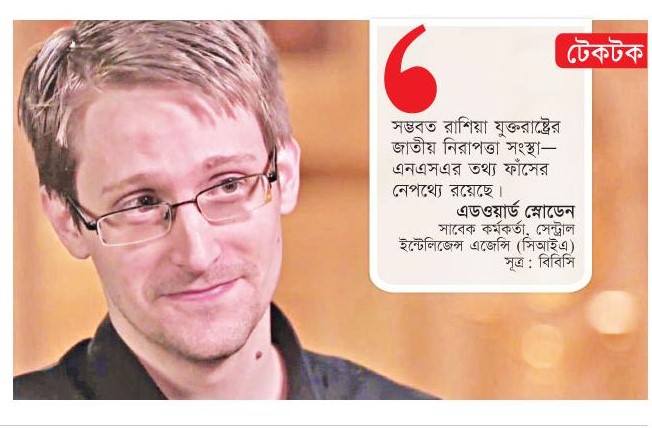 টেকটক
সম্ভবত রাশিয়া যুক্তরাষ্ট্রের
জাতীয় নিরাপত্তা সংস্থা—
এনএসএর তথ্য ফাঁসের
নেপথ্যে রয়েছে।
এডওয়ার্ড স্নোডেন
সাবেক কর্মকর্তা, সেন্ট্রাল
ইন্টেলিজেন্স এজেন্সি (সিআইএ)
সূত্র : বিবিসি